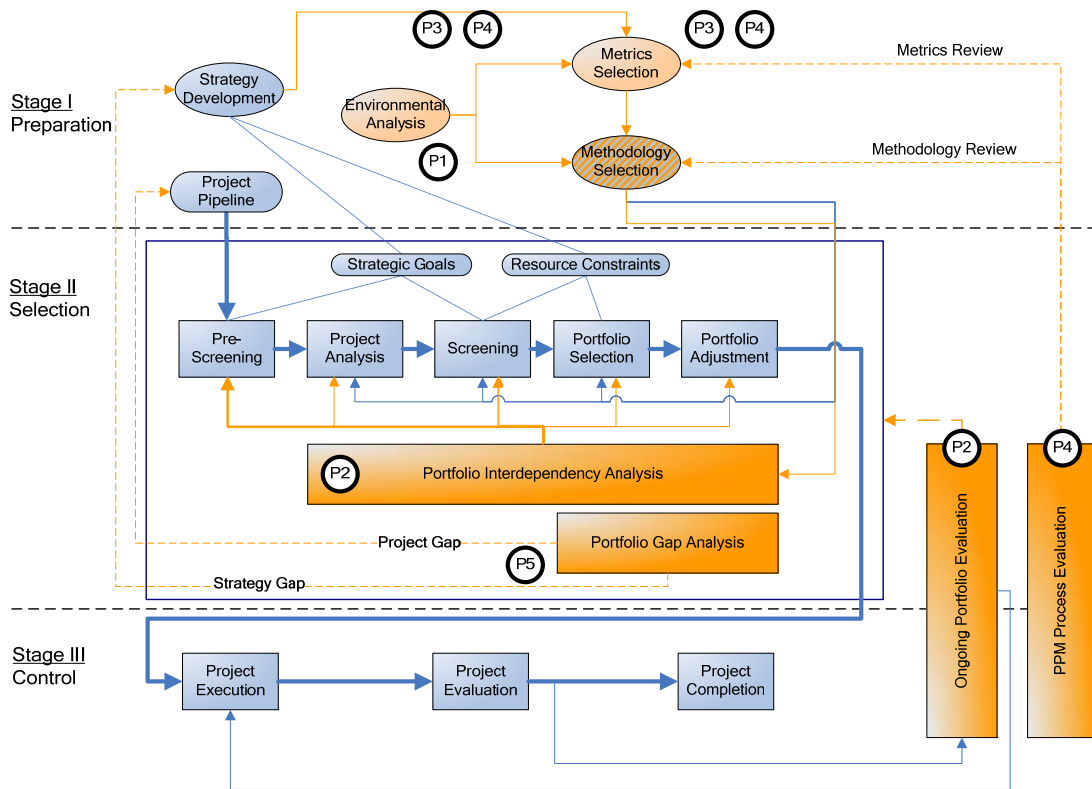 P3
P4
P3
P4
Metrics Review
Metrics
Selection
Strategy
Development
Stage I
Preparation
Environmental
Analysis
P1
Methodology
Selection
Methodology Review
Project
Pipeline
Stage II
Selection
Strategic Goals
Resource Constraints
Pre-
Screening
Project
Analysis
Screening
Portfolio
Selection
Portfolio
Adjustment
P2
Portfolio Interdependency Analysis
P2
P4
Project Gap
Portfolio Gap Analysis
P5
Strategy Gap
Ongoing Portfolio Evaluation
PPM Process Evaluation
Stage III
Control
Project
Execution
Project
Evaluation
Project
Completion